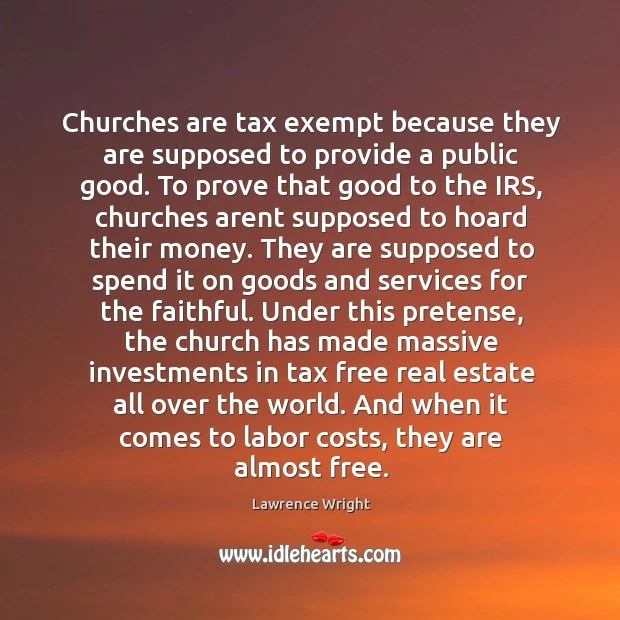 Churches are tax exempt because they
are supposed to provide a public
good. To prove that good to the IRS,
churches arent supposed to hoard
their money. They are supposed to
spend it on goods and services for
the faithful. Under this pretense,
the church has made massive
investments in tax free real estate
all over the world. And when it
comes to labor costs, they are
almost free.
Lawrence Wright
www.idlehearts.com